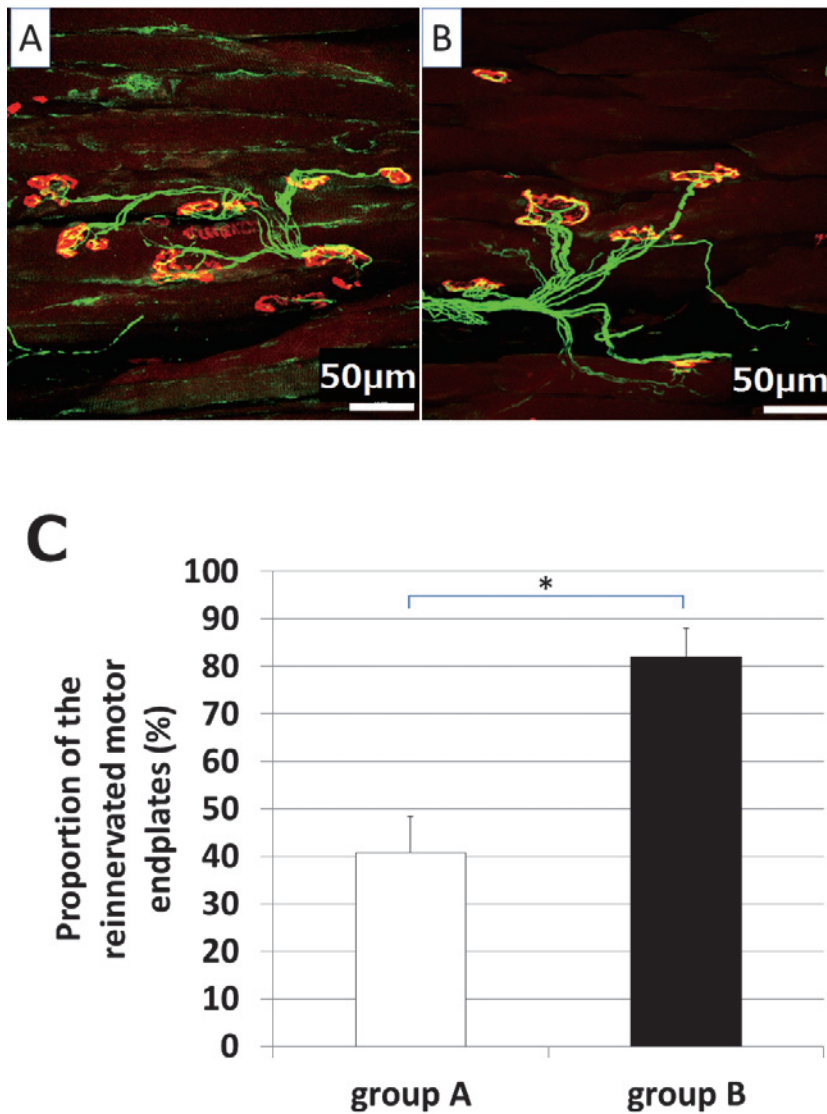 A
B
50μm
50μm
C
Proportion of the
reinnervated motor
endplates (%)
100
90
80
70
60
50
40
30
20
10
0
*
group A
group B